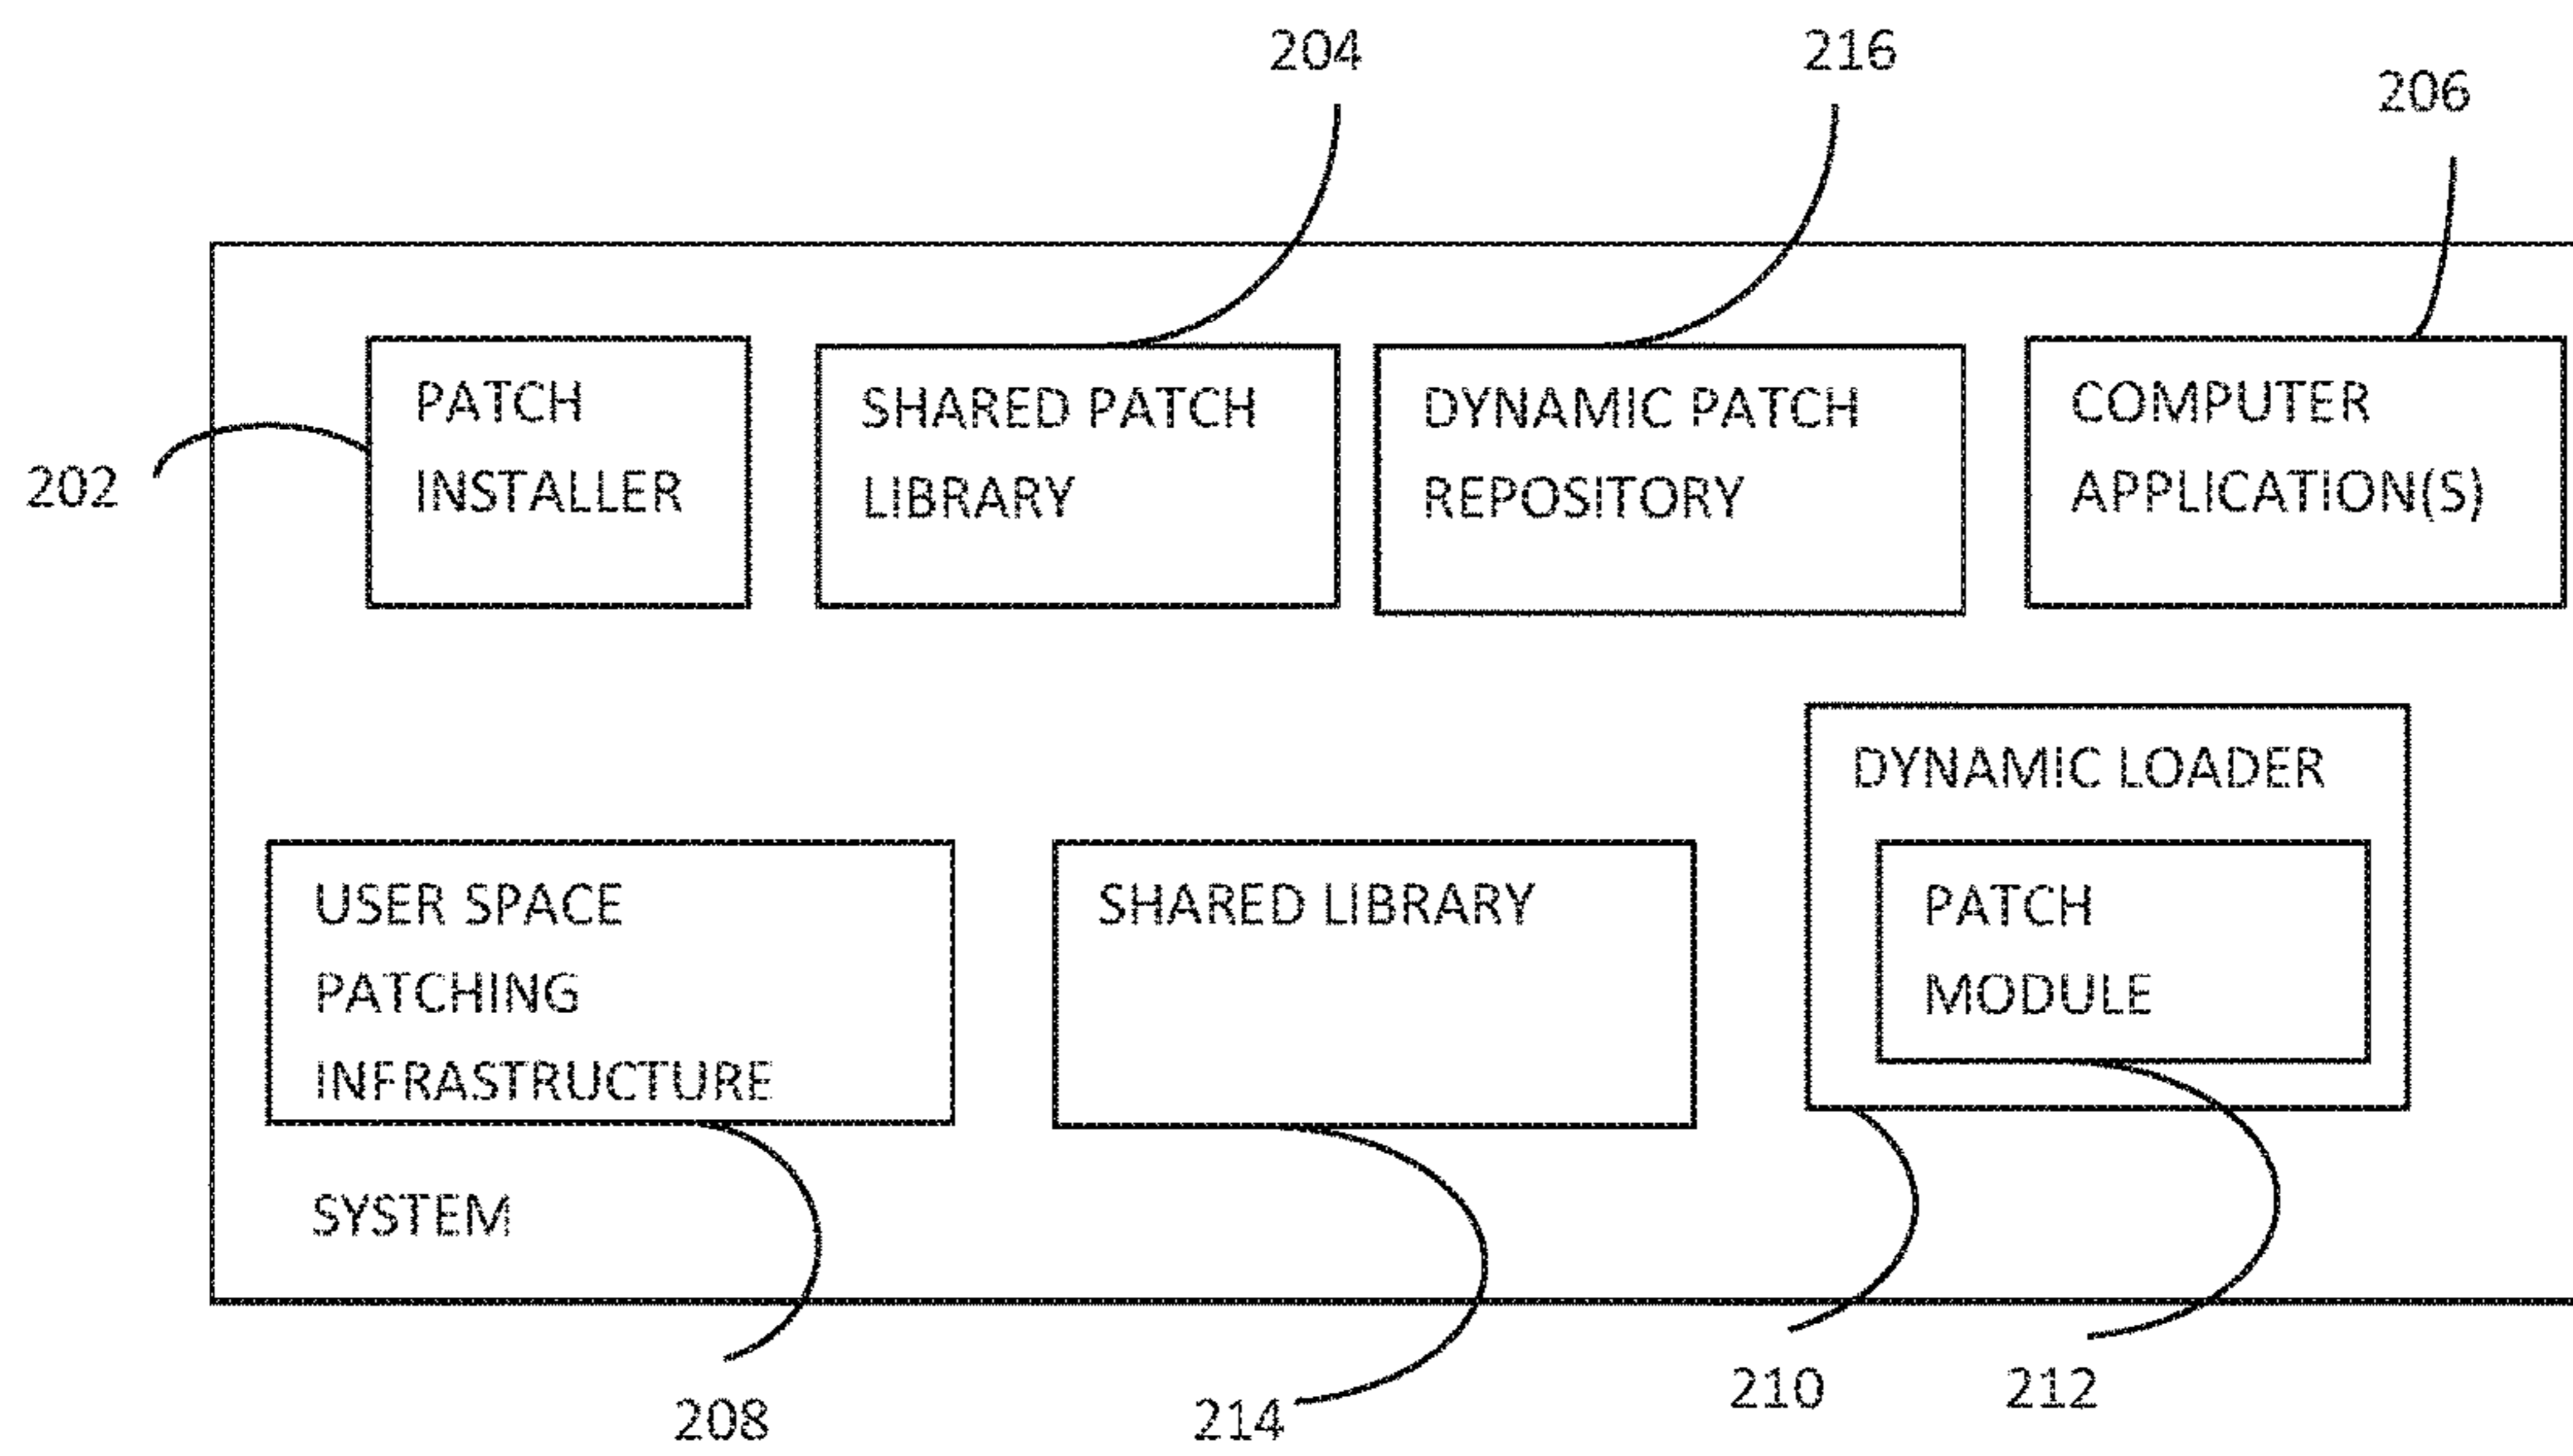 204
216
206
PATCH
INSTALLER
SHARED PATCH
LIBRARY
DYNAMIC PATCH
REPOSITORY
COMPUTER
APPLICATION(S)
202
DYNAMIC LOADER
USER SPACE
PATCHING
INFRASTRUCTURE
SHARED LIBRARY
PATCH
MODULE
SYSTEM
208
214
210
212